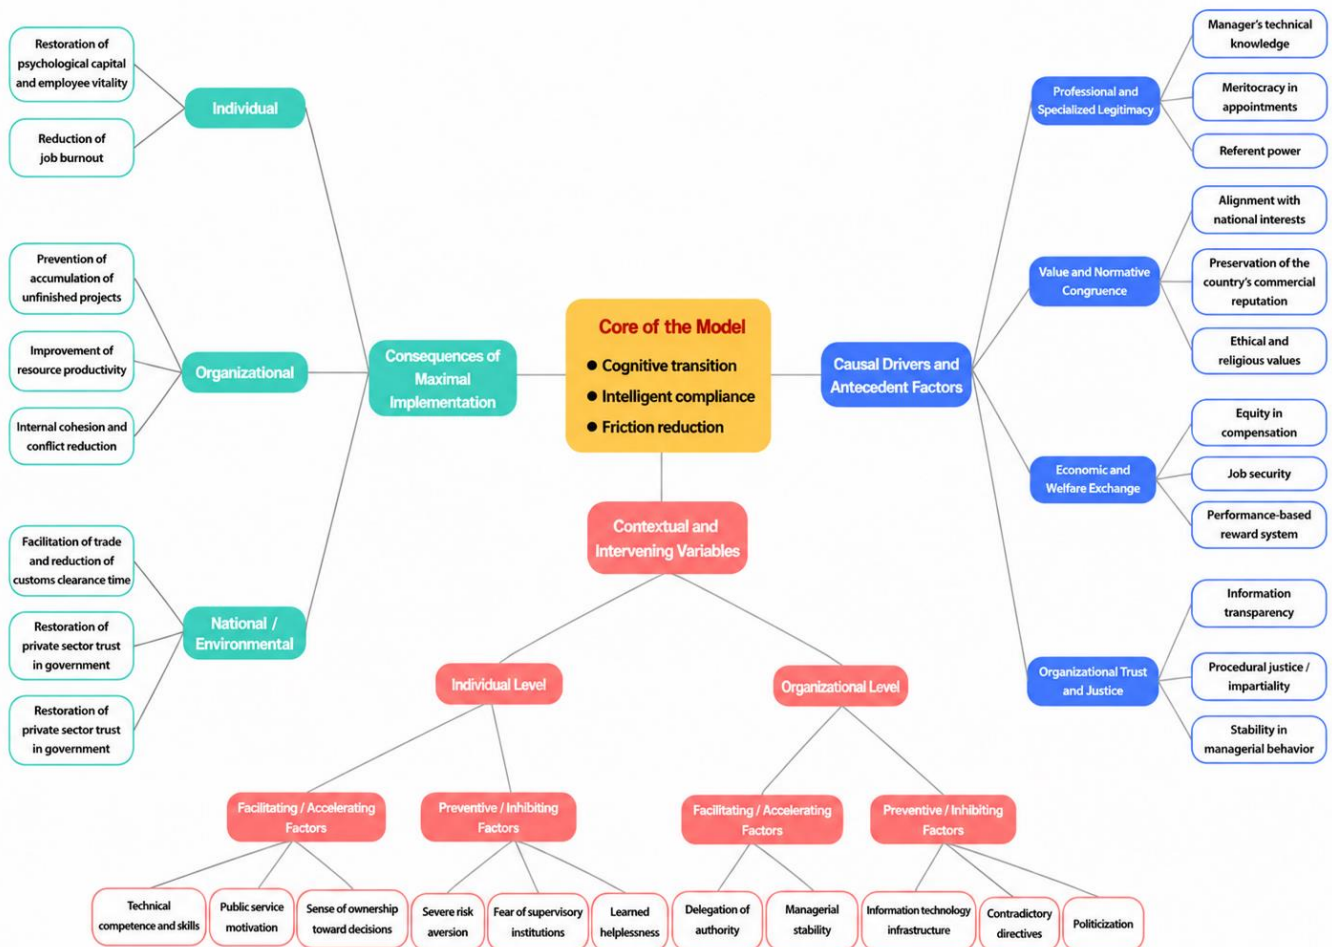 Restoration of
psychological capital
and employee vitality
Reduction of
job burnout
Individual
Prevention of
accumulation of
unfinished projects
Improvement of
resource productivity
Internal cohesion and
conflict reduction
Organizational
Facilitation of trade
and reduction of
customs clearance time
Restoration of
private sector trust
in government
Restoration of
private sector trust
in government
National /
Environmental
Consequences of
Maximal
Implementation
Core of the Model
● Cognitive transition
● Intelligent compliance
● Friction reduction
Causal Drivers and
Antecedent Factors
Professional and
Specialized Legitimacy
Manager's technical
knowledge
Meritocracy in
appointments
Referent power
Value and Normative
Congruence
Alignment with
national interests
Preservation of the
country's commercial
reputation
Ethical and
religious values
Economic and
Welfare Exchange
Equity in
compensation
Job security
Performance-based
reward system
Organizational Trust
and Justice
Information
transparency
Procedural justice /
impartiality
Stability in
managerial behavior
Contextual and
Intervening Variables
Individual Level
Organizational Level
Facilitating / Accelerating
Factors
Preventive / Inhibiting
Factors
Facilitating / Accelerating
Factors
Preventive / Inhibiting
Factors
Technical
competence and skills
Public service
motivation
Sense of ownership
toward decisions
Severe risk
aversion
Fear of supervisory
institutions
Learned
helplessness
Delegation of
authority
Managerial
stability
Information technology
infrastructure
Contradictory
directives
Politicization